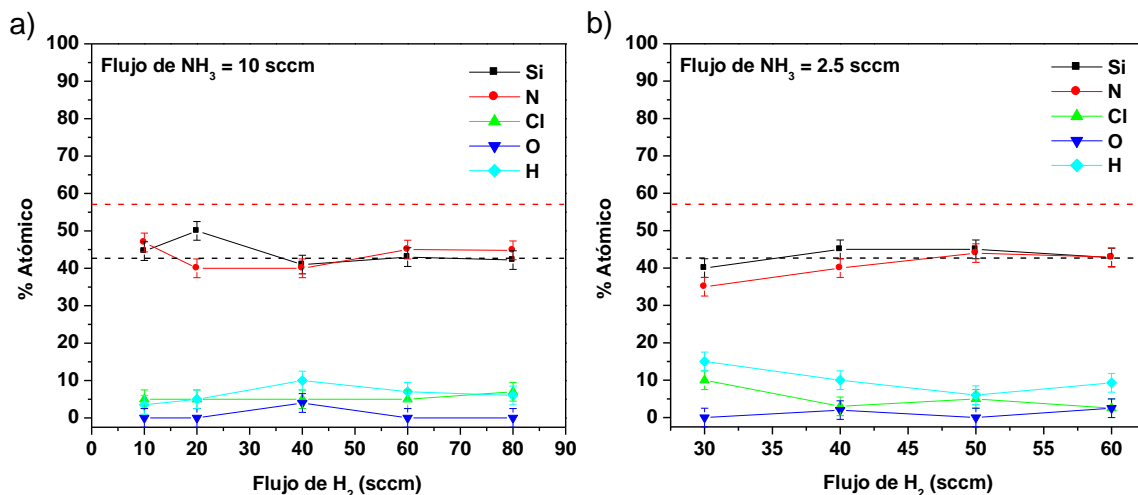 a)
100
90
80
70
60
50
40
30
20
10
0
% Atómico
Flujo de NH₃ = 10 sccm
Si
N
Cl
O
H
0 10 20 30 40 50 60 70 80 90
Flujo de H₂ (sccm)
b)
100
90
80
70
60
50
40
30
20
10
0
% Atómico
Flujo de NH₃ = 2.5 sccm
Si
N
Cl
O
H
30 35 40 45 50 55 60
Flujo de H₂ (sccm)